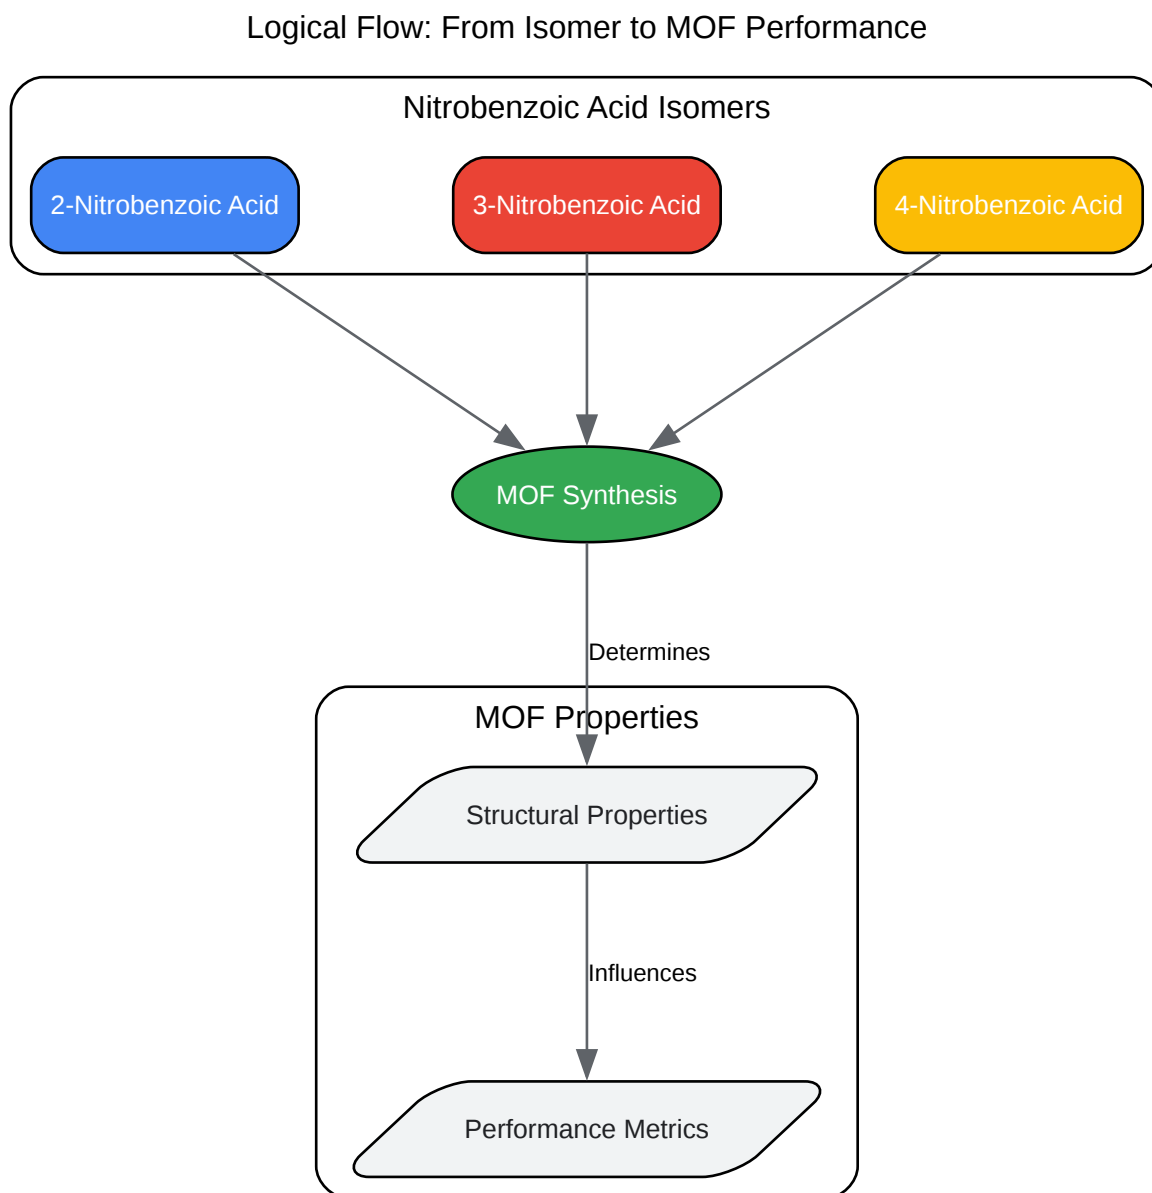 Logical Flow: From Isomer to MOF Performance
Nitrobenzoic Acid Isomers
2-Nitrobenzoic Acid
3-Nitrobenzoic Acid
4-Nitrobenzoic Acid
MOF Synthesis
Determines
MOF Properties
Structural Properties
Influences
Performance Metrics